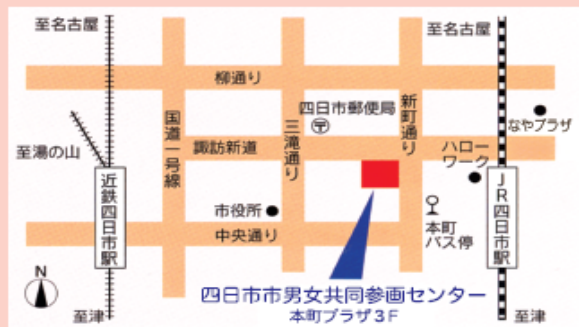 至名古屋
至名古屋
柳通り
国道一号線
三滝通り
四日市郵便局
新町通り
なやプラザ
至湯の山
諏訪新道
ハロー
ワーク
近鉄四日市駅
市役所
JR四日市駅
中央通り
本町
バス停
N
四日市市男女共同参画センター
本町プラザ3F
至津
至津